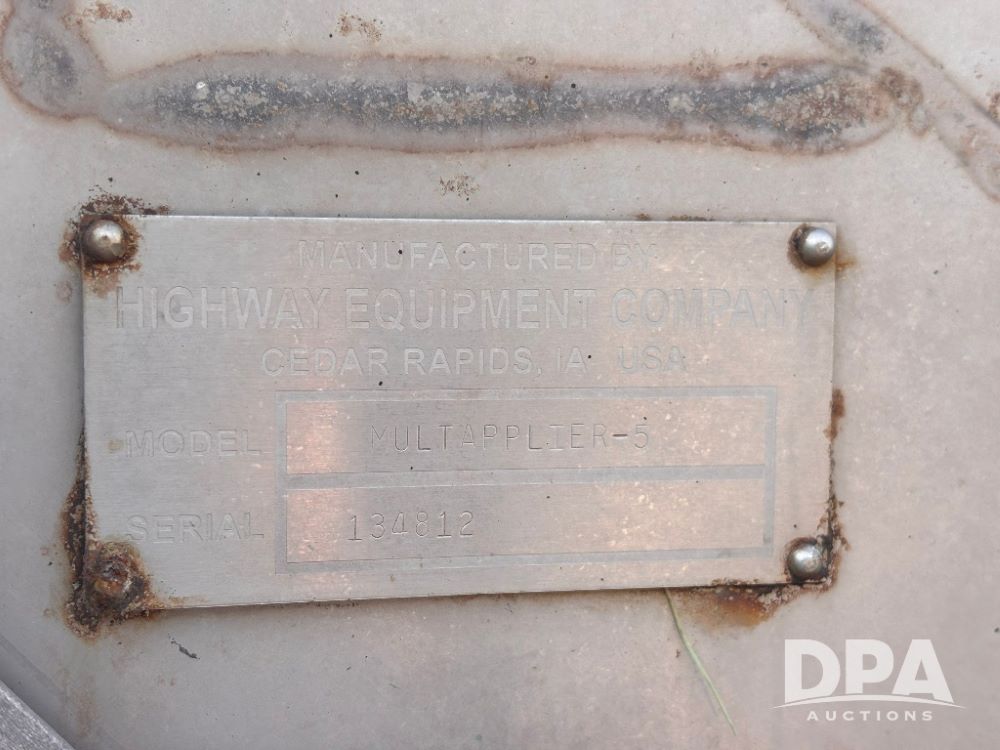 MANUFACTURED BY
HIGHWAY EQUIPMENT COMPANY
CEDAR RAPIDS, IA USA
MODEL MULTAPPLIER-5
SERIAL 134812
DPA
AUCTIONS